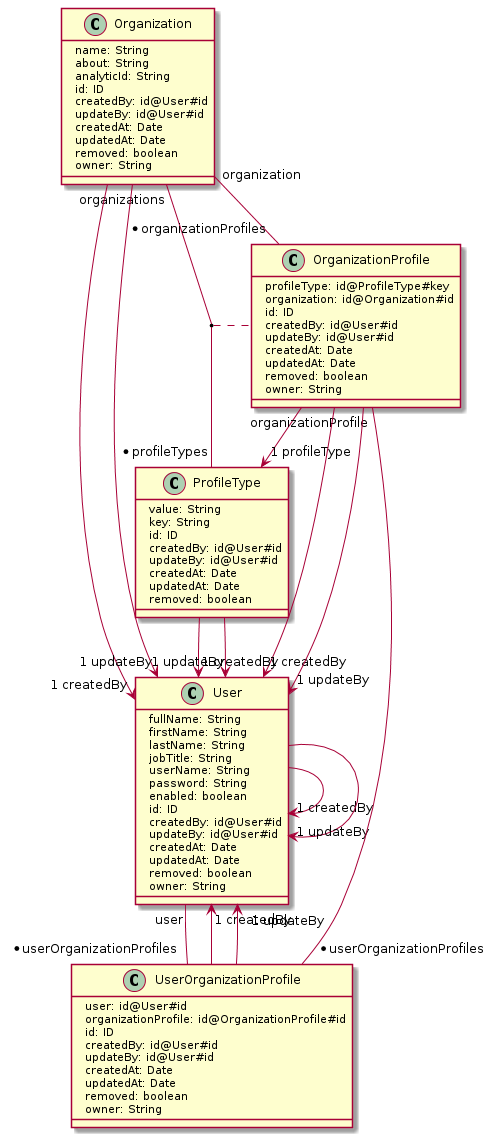 C Organization
name: String
about: String
analyticId: String
id: ID
createdBy: id@User#id
updateBy: id@User#id
createdAt: Date
updatedAt: Date
removed: boolean
owner: String
organization
organizations
* organizationProfiles
C OrganizationProfile
profileType: id@ProfileType#key
organization: id@Organization#id
id: ID
createdBy: id@User#id
updateBy: id@User#id
createdAt: Date
updatedAt: Date
removed: boolean
owner: String
organizationProfile
* profileTypes
1 profileType
C ProfileType
value: String
key: String
id: ID
createdBy: id@User#id
updateBy: id@User#id
createdAt: Date
updatedAt: Date
removed: boolean
1 updateBy
1 updateBy
1 createdBy
1 createdBy
1 updateBy
1 createdBy
C User
fullName: String
firstName: String
lastName: String
jobTitle: String
userName: String
password: String
enabled: boolean
id: ID
createdBy: id@User#id
updateBy: id@User#id
createdAt: Date
updatedAt: Date
removed: boolean
owner: String
1 createdBy
1 updateBy
user
1 createdBy
1 updateBy
* userOrganizationProfiles
* userOrganizationProfiles
C UserOrganizationProfile
user: id@User#id
organizationProfile: id@OrganizationProfile#id
id: ID
createdBy: id@User#id
updateBy: id@User#id
createdAt: Date
updatedAt: Date
removed: boolean
owner: String